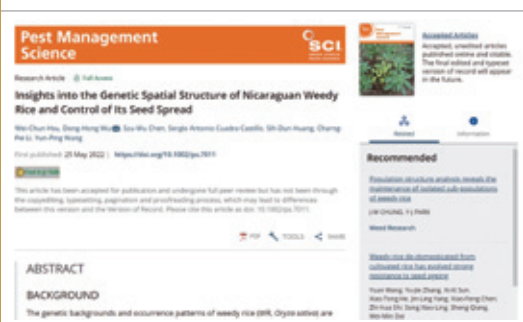 Pest Management
Science
SCI
Research Article Full Access
Insights into the Genetic Spatial Structure of Nicaraguan Weedy
Rice and Control of Its Seed Spread
Wei-Chun Hsu, Dong-Hong Wu, Szu-Wu Chen, Sergio Antonio Cuadra Castillo, Sih-Dun Huang, Charng-
Pei Li, Yun-Ping Wang
First published: 25 May 2022 | https://doi.org/10.1002/ps.7011
This article has been accepted for publication and undergone full peer review but has not been through
the copyediting, typesetting, pagination and proofreading process, which may lead to differences
between this version and the Version of Record. Please cite this article as doi: 10.1002/ps.7011.
PDF TOOLS SHARE
ABSTRACT
BACKGROUND
The genetic backgrounds and occurrence patterns of weedy rice (WR, Oryza sativa) are
Accepted Articles
Accepted, unedited articles
published online and citable.
The final edited and typeset
version of record will appear
in the future.
Related Information
Recommended
Population structure analysis reveals the
maintenance of isolated sub-populations
of weedy rice
J-W CHUNG, Y-J PARK
Weed Research
Weedy rice de-domesticated from
cultivated rice has evolved strong
resistance to seed ageing